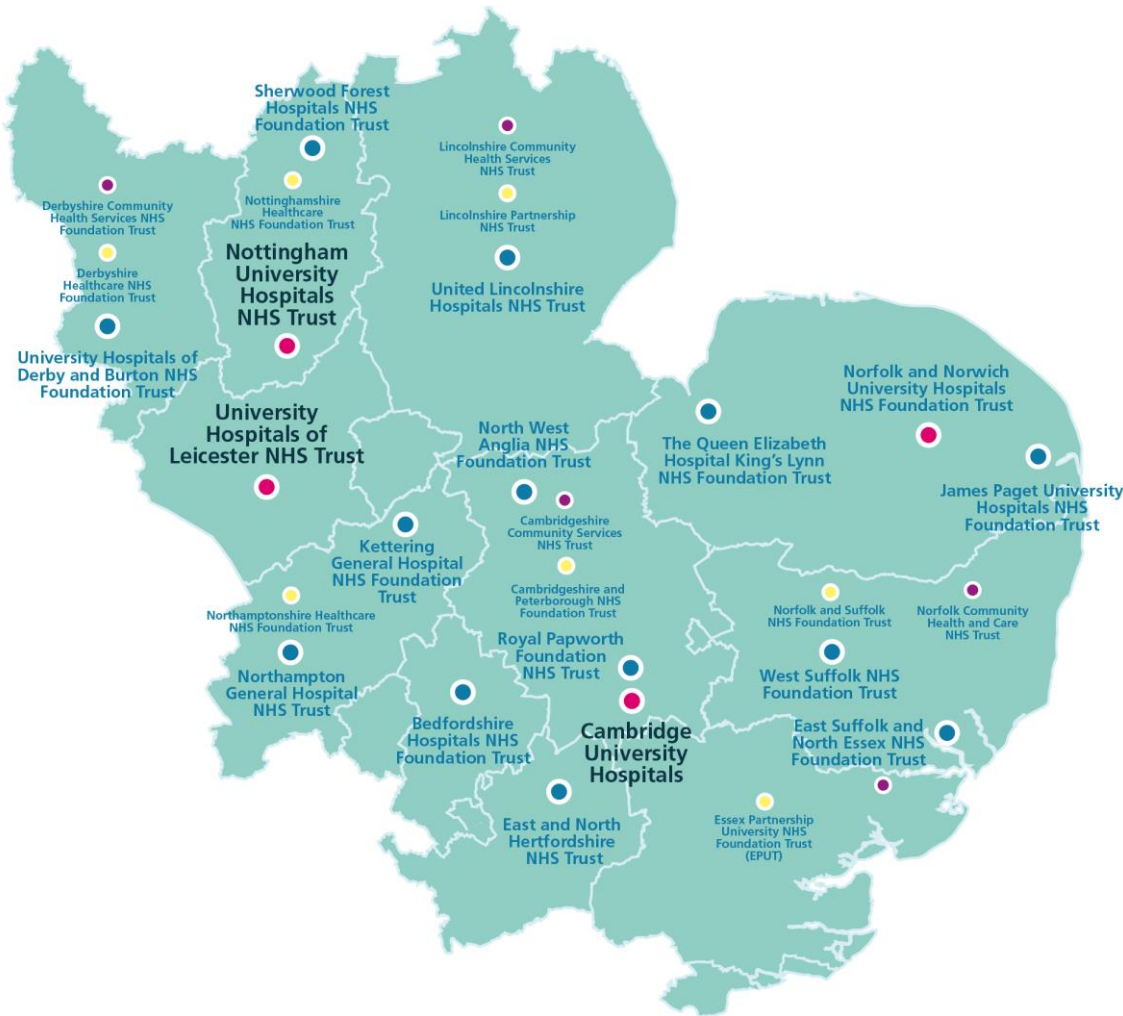 Sherwood Forest
Hospitals NHS
Foundation Trust
Lincolnshire Community
Health Services
NHS Trust
Derbyshire Community
Health Services NHS
Foundation Trust
Nottinghamshire
Healthcare
NHS Foundation Trust
Lincolnshire Partnership
NHS Trust
Derbyshire
Healthcare NHS
Foundation Trust
Nottingham
University
Hospitals
NHS Trust
United Lincolnshire
Hospitals NHS Trust
University Hospitals of
Derby and Burton NHS
Foundation Trust
Norfolk and Norwich
University Hospitals
NHS Foundation Trust
University
Hospitals of
Leicester NHS Trust
North West
Anglia NHS
Foundation Trust
The Queen Elizabeth
Hospital King's Lynn
NHS Foundation Trust
James Paget University
Hospitals NHS
Foundation Trust
Cambridgeshire
Community Services
NHS Trust
Kettering
General Hospital
NHS Foundation
Trust
Cambridgeshire and
Peterborough NHS
Foundation Trust
Northamptonshire Healthcare
NHS Foundation Trust
Norfolk and Suffolk
NHS Foundation Trust
Norfolk Community
Health and Care
NHS Trust
Royal Papworth
Foundation
NHS Trust
Northampton
General Hospital
NHS Trust
West Suffolk NHS
Foundation Trust
Bedfordshire
Hospitals NHS
Foundation Trust
Cambridge
University
Hospitals
East Suffolk and
North Essex NHS
Foundation Trust
East and North
Hertfordshire
NHS Trust
Essex Partnership
University NHS
Foundation Trust
(EPUT)